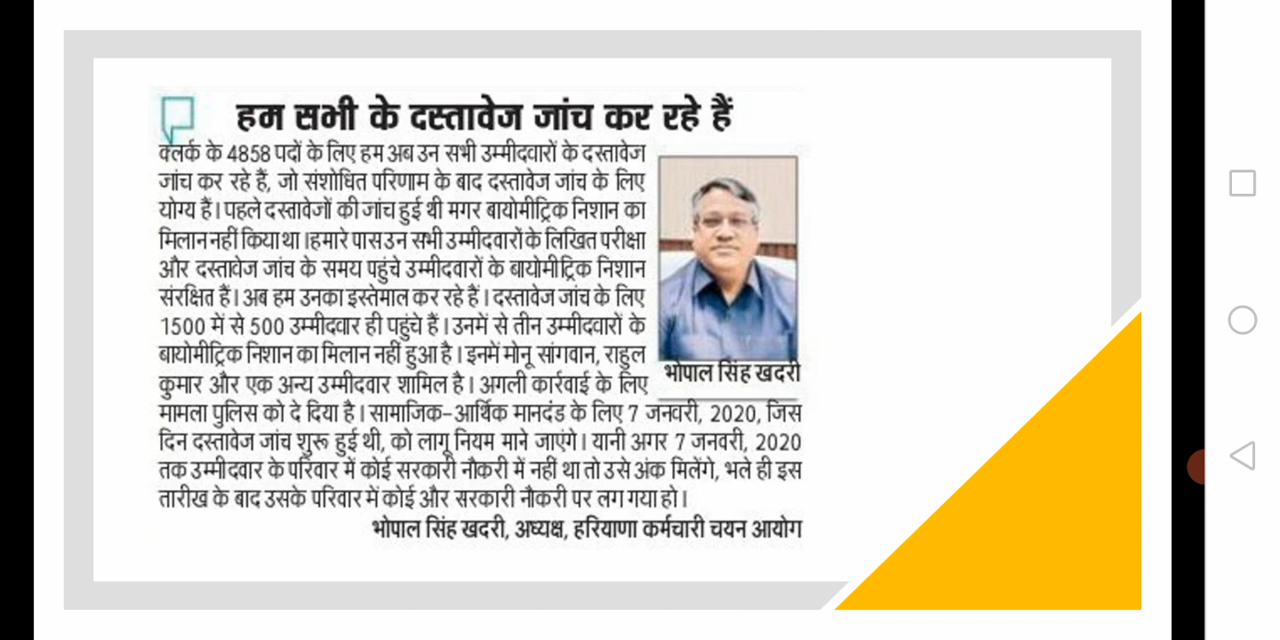 हम सभी के दस्तावेज जांच कर रहे हैं
क्लर्क के 4858 पदों के लिए हम अब उन सभी उम्मीदवारों के दस्तावेज
जांच कर रहे हैं, जो संशोधित परिणाम के बाद दस्तावेज जांच के लिए
योग्य हैं। पहले दस्तावेजों की जांच हुई थी मगर बायोमीट्रिक निशान का
मिलान नहीं किया था। हमारे पास उन सभी उम्मीदवारों के लिखित परीक्षा
और दस्तावेज जांच के समय पहुंचे उम्मीदवारों के बायोमीट्रिक निशान
संरक्षित हैं। अब हम उनका इस्तेमाल कर रहे हैं। दस्तावेज जांच के लिए
1500 में से 500 उम्मीदवार ही पहुंचे हैं। उनमें से तीन उम्मीदवारों के
बायोमीट्रिक निशान का मिलान नहीं हुआ है। इनमें मोनू सांगवान, राहुल
कुमार और एक अन्य उम्मीदवार शामिल है। अगली कार्रवाई के लिए
भोपाल सिंह खदरी
मामला पुलिस को दे दिया है। सामाजिक-आर्थिक मानदंड के लिए 7 जनवरी, 2020, जिस
दिन दस्तावेज जांच शुरू हुई थी, को लागू नियम माने जाएंगे। यानी अगर 7 जनवरी, 2020
तक उम्मीदवार के परिवार में कोई सरकारी नौकरी में नहीं था तो उसे अंक मिलेंगे, भले ही इस
तारीख के बाद उसके परिवार में कोई और सरकारी नौकरी पर लग गया हो।
भोपाल सिंह खदरी, अध्यक्ष, हरियाणा कर्मचारी चयन आयोग